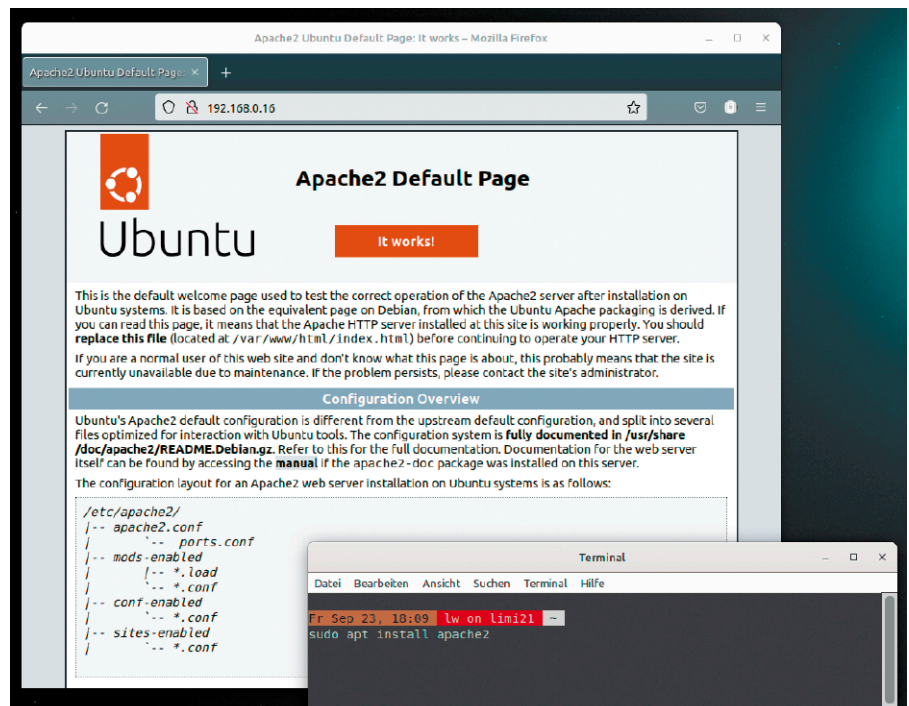 Apache2 Ubuntu Default Page: It works – Mozilla Firefox
Apache2 Ubuntu Default Page:
192.168.0.16
Apache2 Default Page
Ubuntu
It works!
This is the default welcome page used to test the correct operation of the Apache2 server after installation on
Ubuntu systems. It is based on the equivalent page on Debian, from which the Ubuntu Apache packaging is derived. If
you can read this page, it means that the Apache HTTP server installed at this site is working properly. You should
replace this file (located at /var/www/html/index.html) before continuing to operate your HTTP server.
If you are a normal user of this web site and don't know what this page is about, this probably means that the site is
currently unavailable due to maintenance. If the problem persists, please contact the site's administrator.
Configuration Overview
Ubuntu's Apache2 default configuration is different from the upstream default configuration, and split into several
files optimized for interaction with Ubuntu tools. The configuration system is fully documented in /usr/share
/doc/apache2/README.Debian.gz. Refer to this for the full documentation. Documentation for the web server
itself can be found by accessing the manual if the apache2-doc package was installed on this server.
The configuration layout for an Apache2 web server installation on Ubuntu systems is as follows:
/etc/apache2/
|-- apache2.conf
|       `-- ports.conf
|-- mods-enabled
|       |-- *.load
|       `-- *.conf
|-- conf-enabled
|       `-- *.conf
|-- sites-enabled
|       `-- *.conf
Terminal
Datei Bearbeiten Ansicht Suchen Terminal Hilfe
Fr Sep 23, 18:09 lw on limi21 ~
sudo apt install apache2